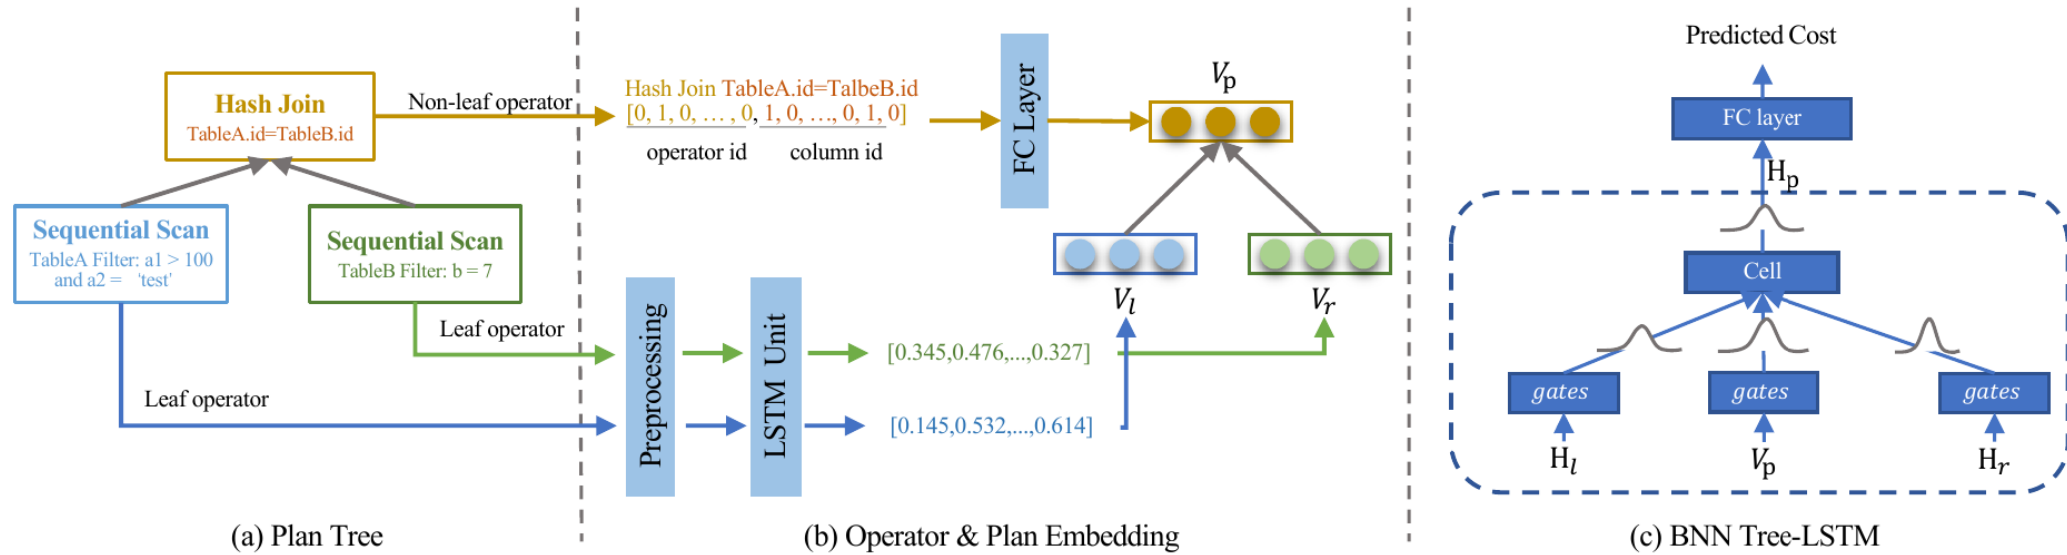 Hash Join
TableA.id=TableB.id
Sequential Scan
TableA Filter: a1 > 100
and a2 = 'test'
Sequential Scan
TableB Filter: b = 7
Non-leaf operator
Leaf operator
Leaf operator
(a) Plan Tree
Hash Join TableA.id=TalbeB.id
[0, 1, 0, … , 0, 1, 0, …, 0, 1, 0]
operator id
column id
FC Layer
Vp
Vl
Vr
Preprocessing
LSTM Unit
[0.345,0.476,...,0.327]
[0.145,0.532,...,0.614]
(b) Operator & Plan Embedding
Predicted Cost
FC layer
Hp
Cell
gates
gates
gates
Hl
Vp
Hr
(c) BNN Tree-LSTM